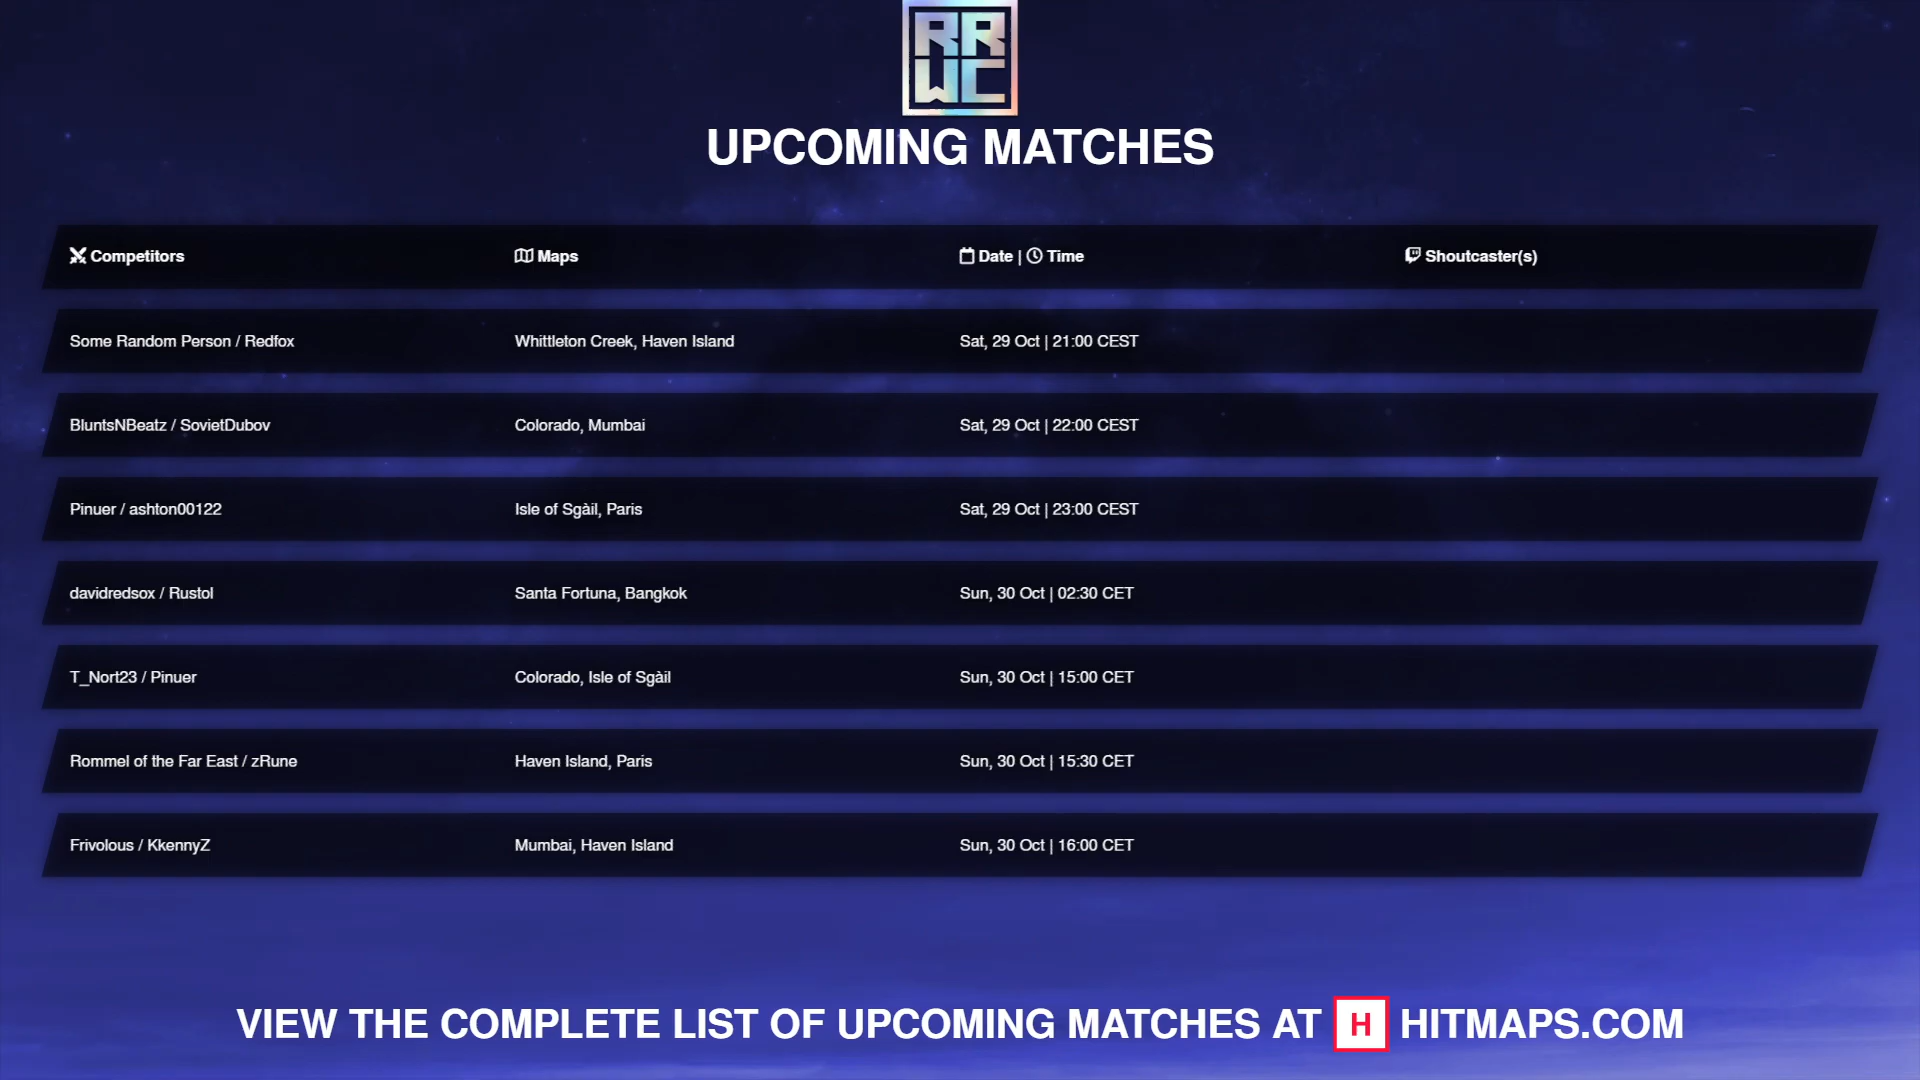 RR
WC
UPCOMING MATCHES
Competitors Maps Date | Time Shoutcaster(s)
Some Random Person / Redfox Whittleton Creek, Haven Island Sat, 29 Oct | 21:00 CEST
BluntsNBeatz / SovietDubov Colorado, Mumbai Sat, 29 Oct | 22:00 CEST
Pinuer / ashton00122 Isle of Sgàil, Paris Sat, 29 Oct | 23:00 CEST
davidredsox / Rustol Santa Fortuna, Bangkok Sun, 30 Oct | 02:30 CET
T_Nort23 / Pinuer Colorado, Isle of Sgàil Sun, 30 Oct | 15:00 CET
Rommel of the Far East / zRune Haven Island, Paris Sun, 30 Oct | 15:30 CET
Frivolous / KkennyZ Mumbai, Haven Island Sun, 30 Oct | 16:00 CET
VIEW THE COMPLETE LIST OF UPCOMING MATCHES AT H HITMAPS.COM